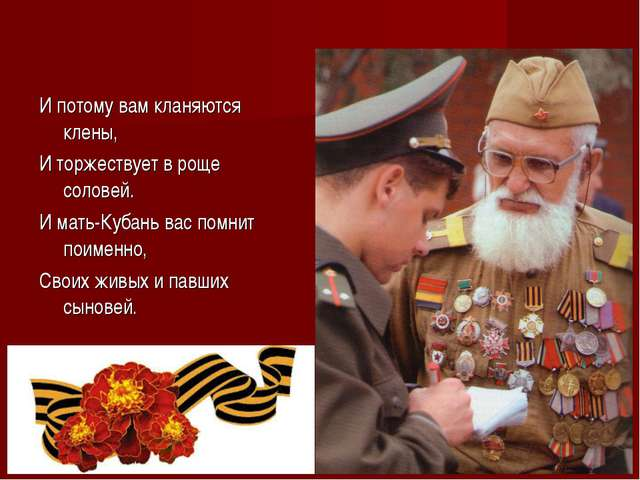 И потому вам кланяются
клены,
И торжествует в роще
соловей.
И мать-Кубань вас помнит
поименно,
Своих живых и павших
сыновей.